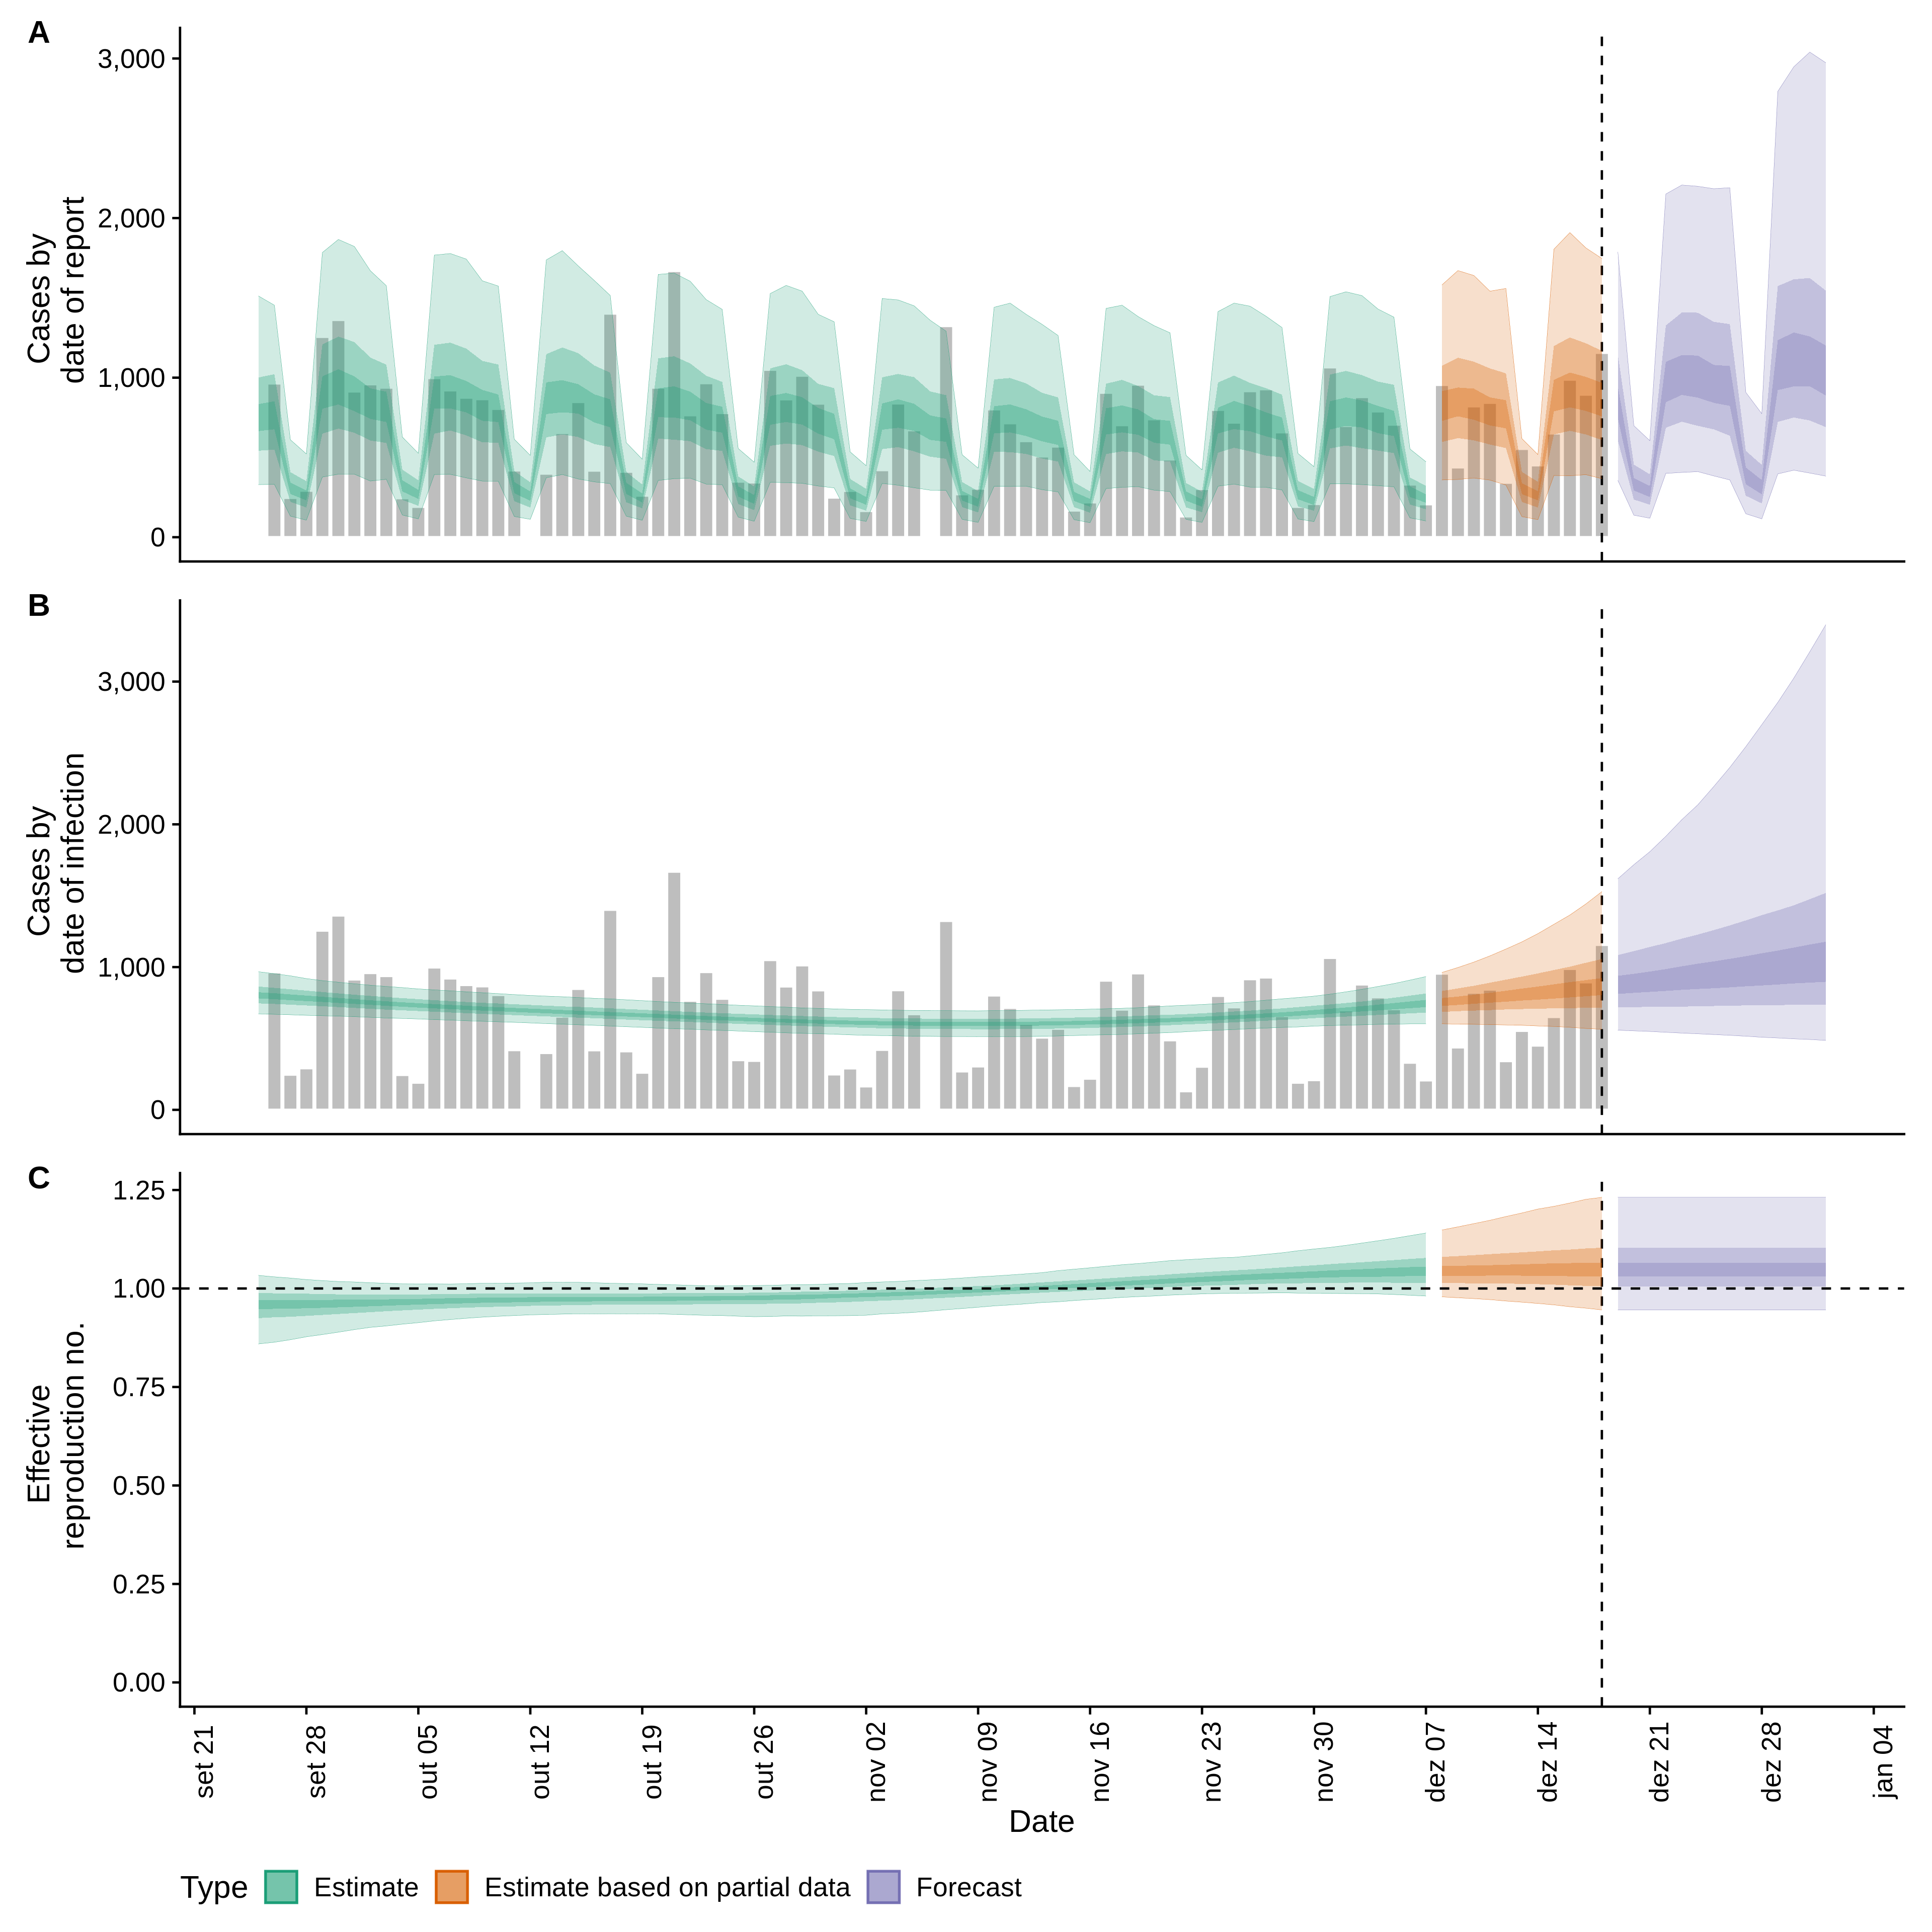 A
Cases by
date of report
3,000
2,000
1,000
0
B
Cases by
date of infection
3,000
2,000
1,000
0
C
Effective
reproduction no.
1.25
1.00
0.75
0.50
0.25
0.00
set 21
set 28
out 05
out 12
out 19
out 26
nov 02
nov 09
nov 16
nov 23
nov 30
dez 07
dez 14
dez 21
dez 28
jan 04
Date
Type Estimate Estimate based on partial data Forecast